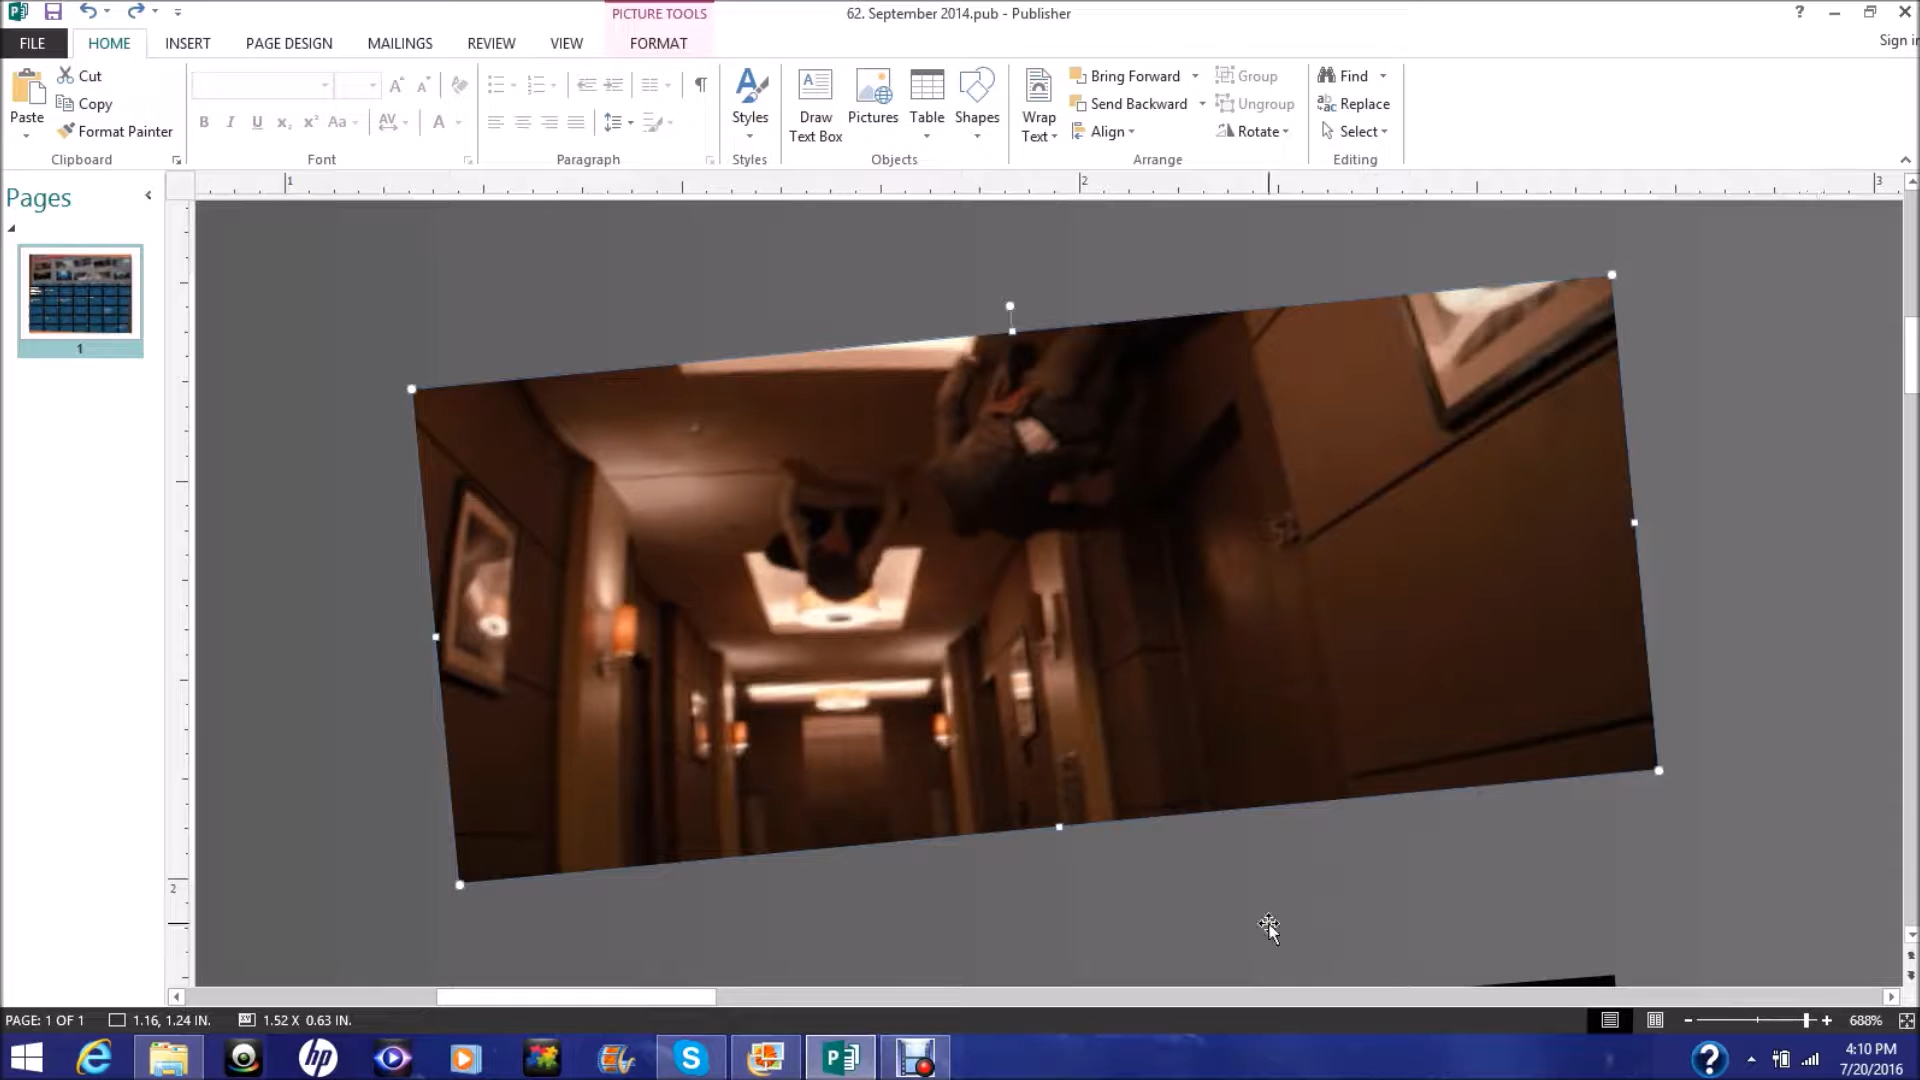 PICTURE TOOLS
62. September 2014.pub - Publisher
FILE HOME INSERT PAGE DESIGN MAILINGS REVIEW VIEW FORMAT
Sign in
Paste
Cut
Copy
Format Painter
Clipboard
B I U X₂ X² Aa AV A
Font
Paragraph
Styles
Styles
Draw Text Box
Pictures
Table
Shapes
Objects
Wrap Text
Bring Forward
Send Backward
Align
Group
Ungroup
Rotate
Arrange
Find
Replace
Select
Editing
Pages
1 2 3
1
2
PAGE: 1 OF 1 1.16, 1.24 IN. 1.52 X 0.63 IN.
688%
4:10 PM
7/20/2016